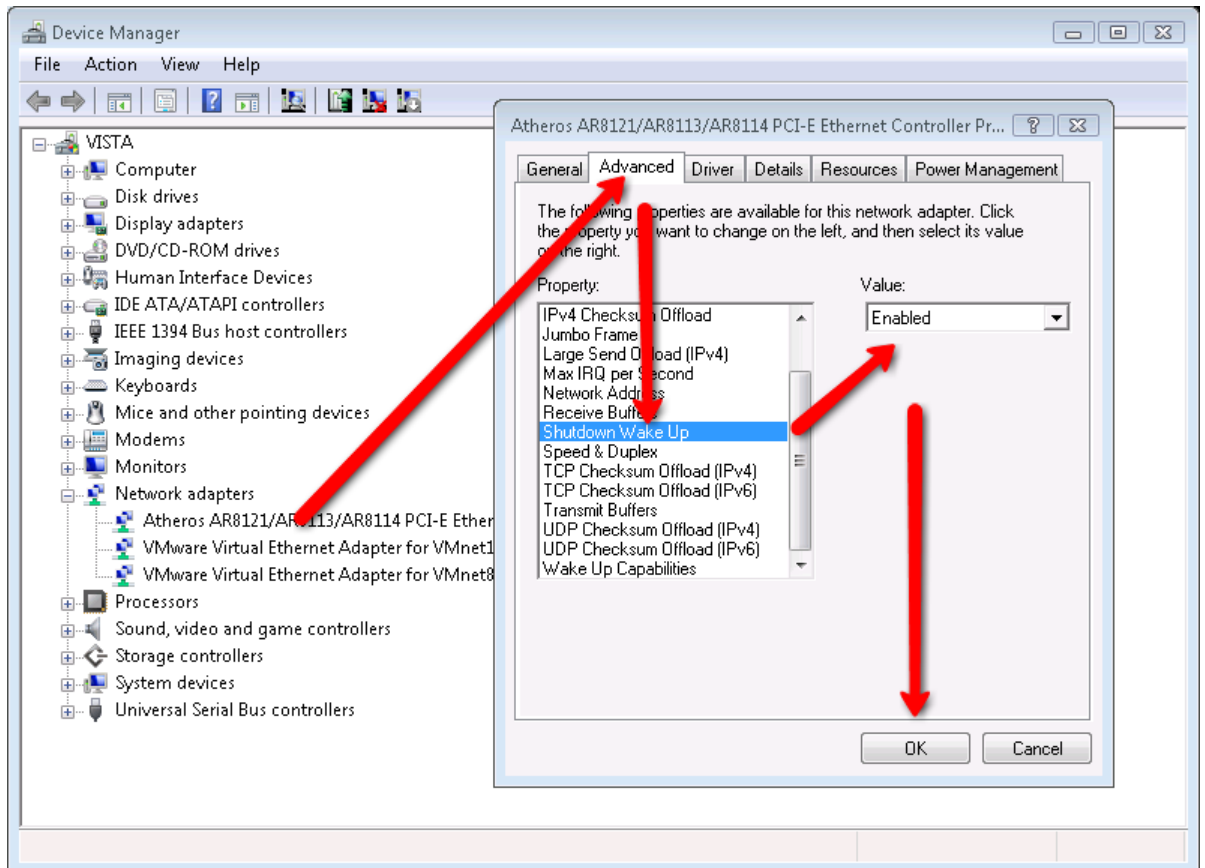 Device Manager
File Action View Help
VISTA
Computer
Disk drives
Display adapters
DVD/CD-ROM drives
Human Interface Devices
IDE ATA/ATAPI controllers
IEEE 1394 Bus host controllers
Imaging devices
Keyboards
Mice and other pointing devices
Modems
Monitors
Network adapters
Atheros AR8121/AR8113/AR8114 PCI-E Ether
VMware Virtual Ethernet Adapter for VMnet1
VMware Virtual Ethernet Adapter for VMnet8
Processors
Sound, video and game controllers
Storage controllers
System devices
Universal Serial Bus controllers
Atheros AR8121/AR8113/AR8114 PCI-E Ethernet Controller Pr...
General Advanced Driver Details Resources Power Management
The following properties are available for this network adapter. Click
the property you want to change on the left, and then select its value
on the right.
Property:
Value:
IPv4 Checksum Offload
Jumbo Frame
Large Send Offload (IPv4)
Max IRQ per Second
Network Address
Receive Buffers
Shutdown Wake Up
Speed & Duplex
TCP Checksum Offload (IPv4)
TCP Checksum Offload (IPv6)
Transmit Buffers
UDP Checksum Offload (IPv4)
UDP Checksum Offload (IPv6)
Wake Up Capabilities
Enabled
OK Cancel